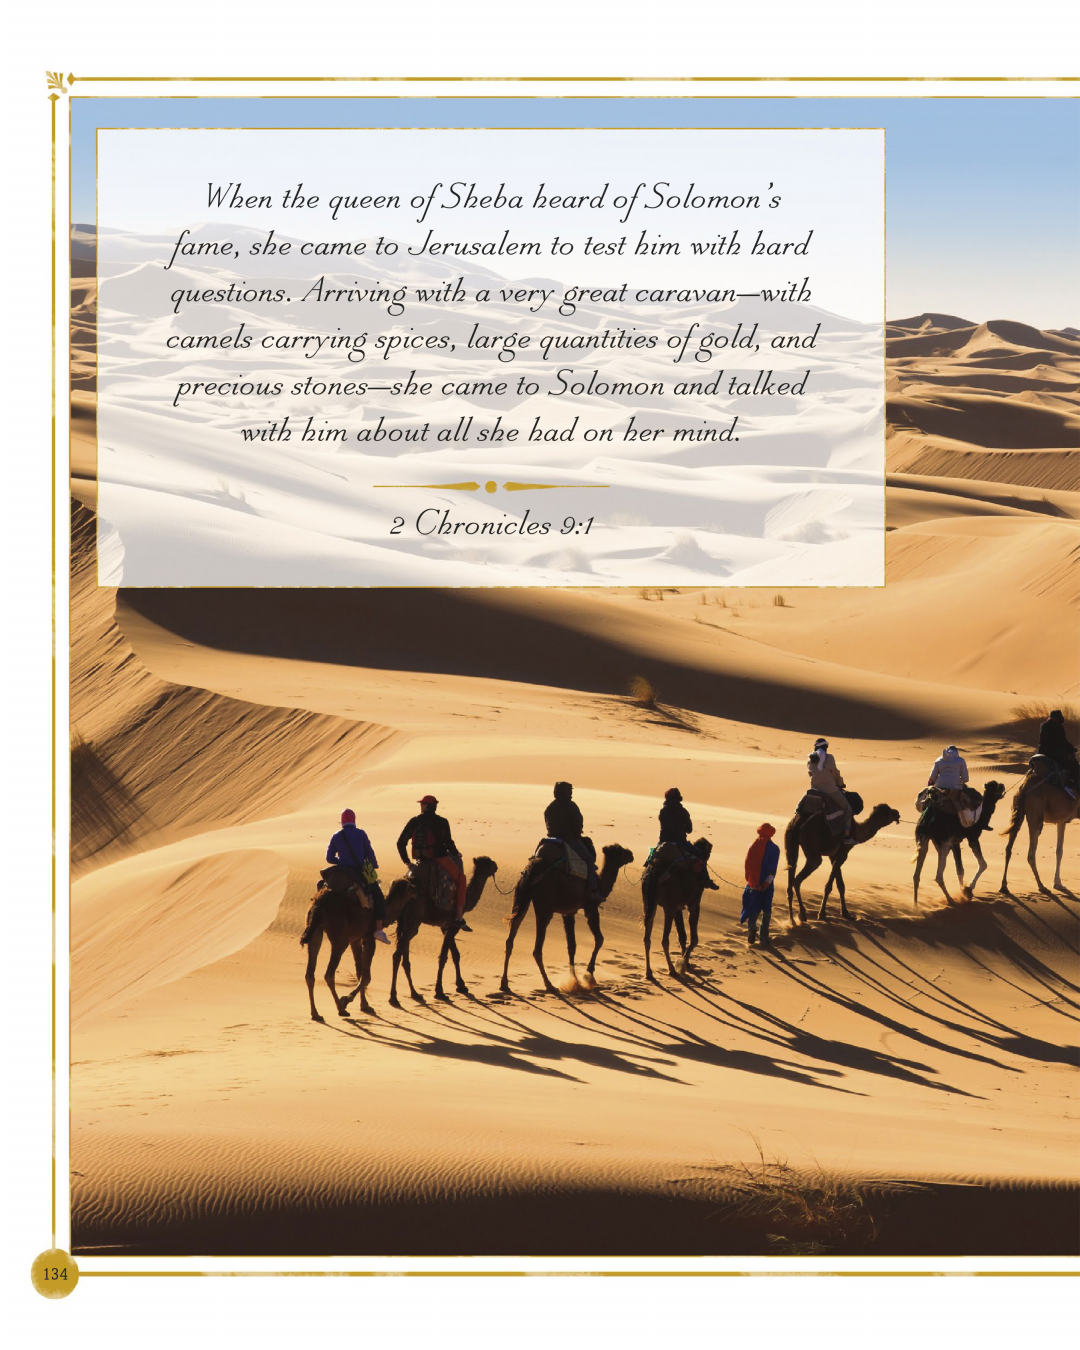 When the queen of Sheba heard of Solomon's
fame, she came to Jerusalem to test him with hard
questions. Arriving with a very great caravan—with
camels carrying spices, large quantities of gold, and
precious stones—she came to Solomon and talked
with him about all she had on her mind.
2 Chronicles 9:1
134